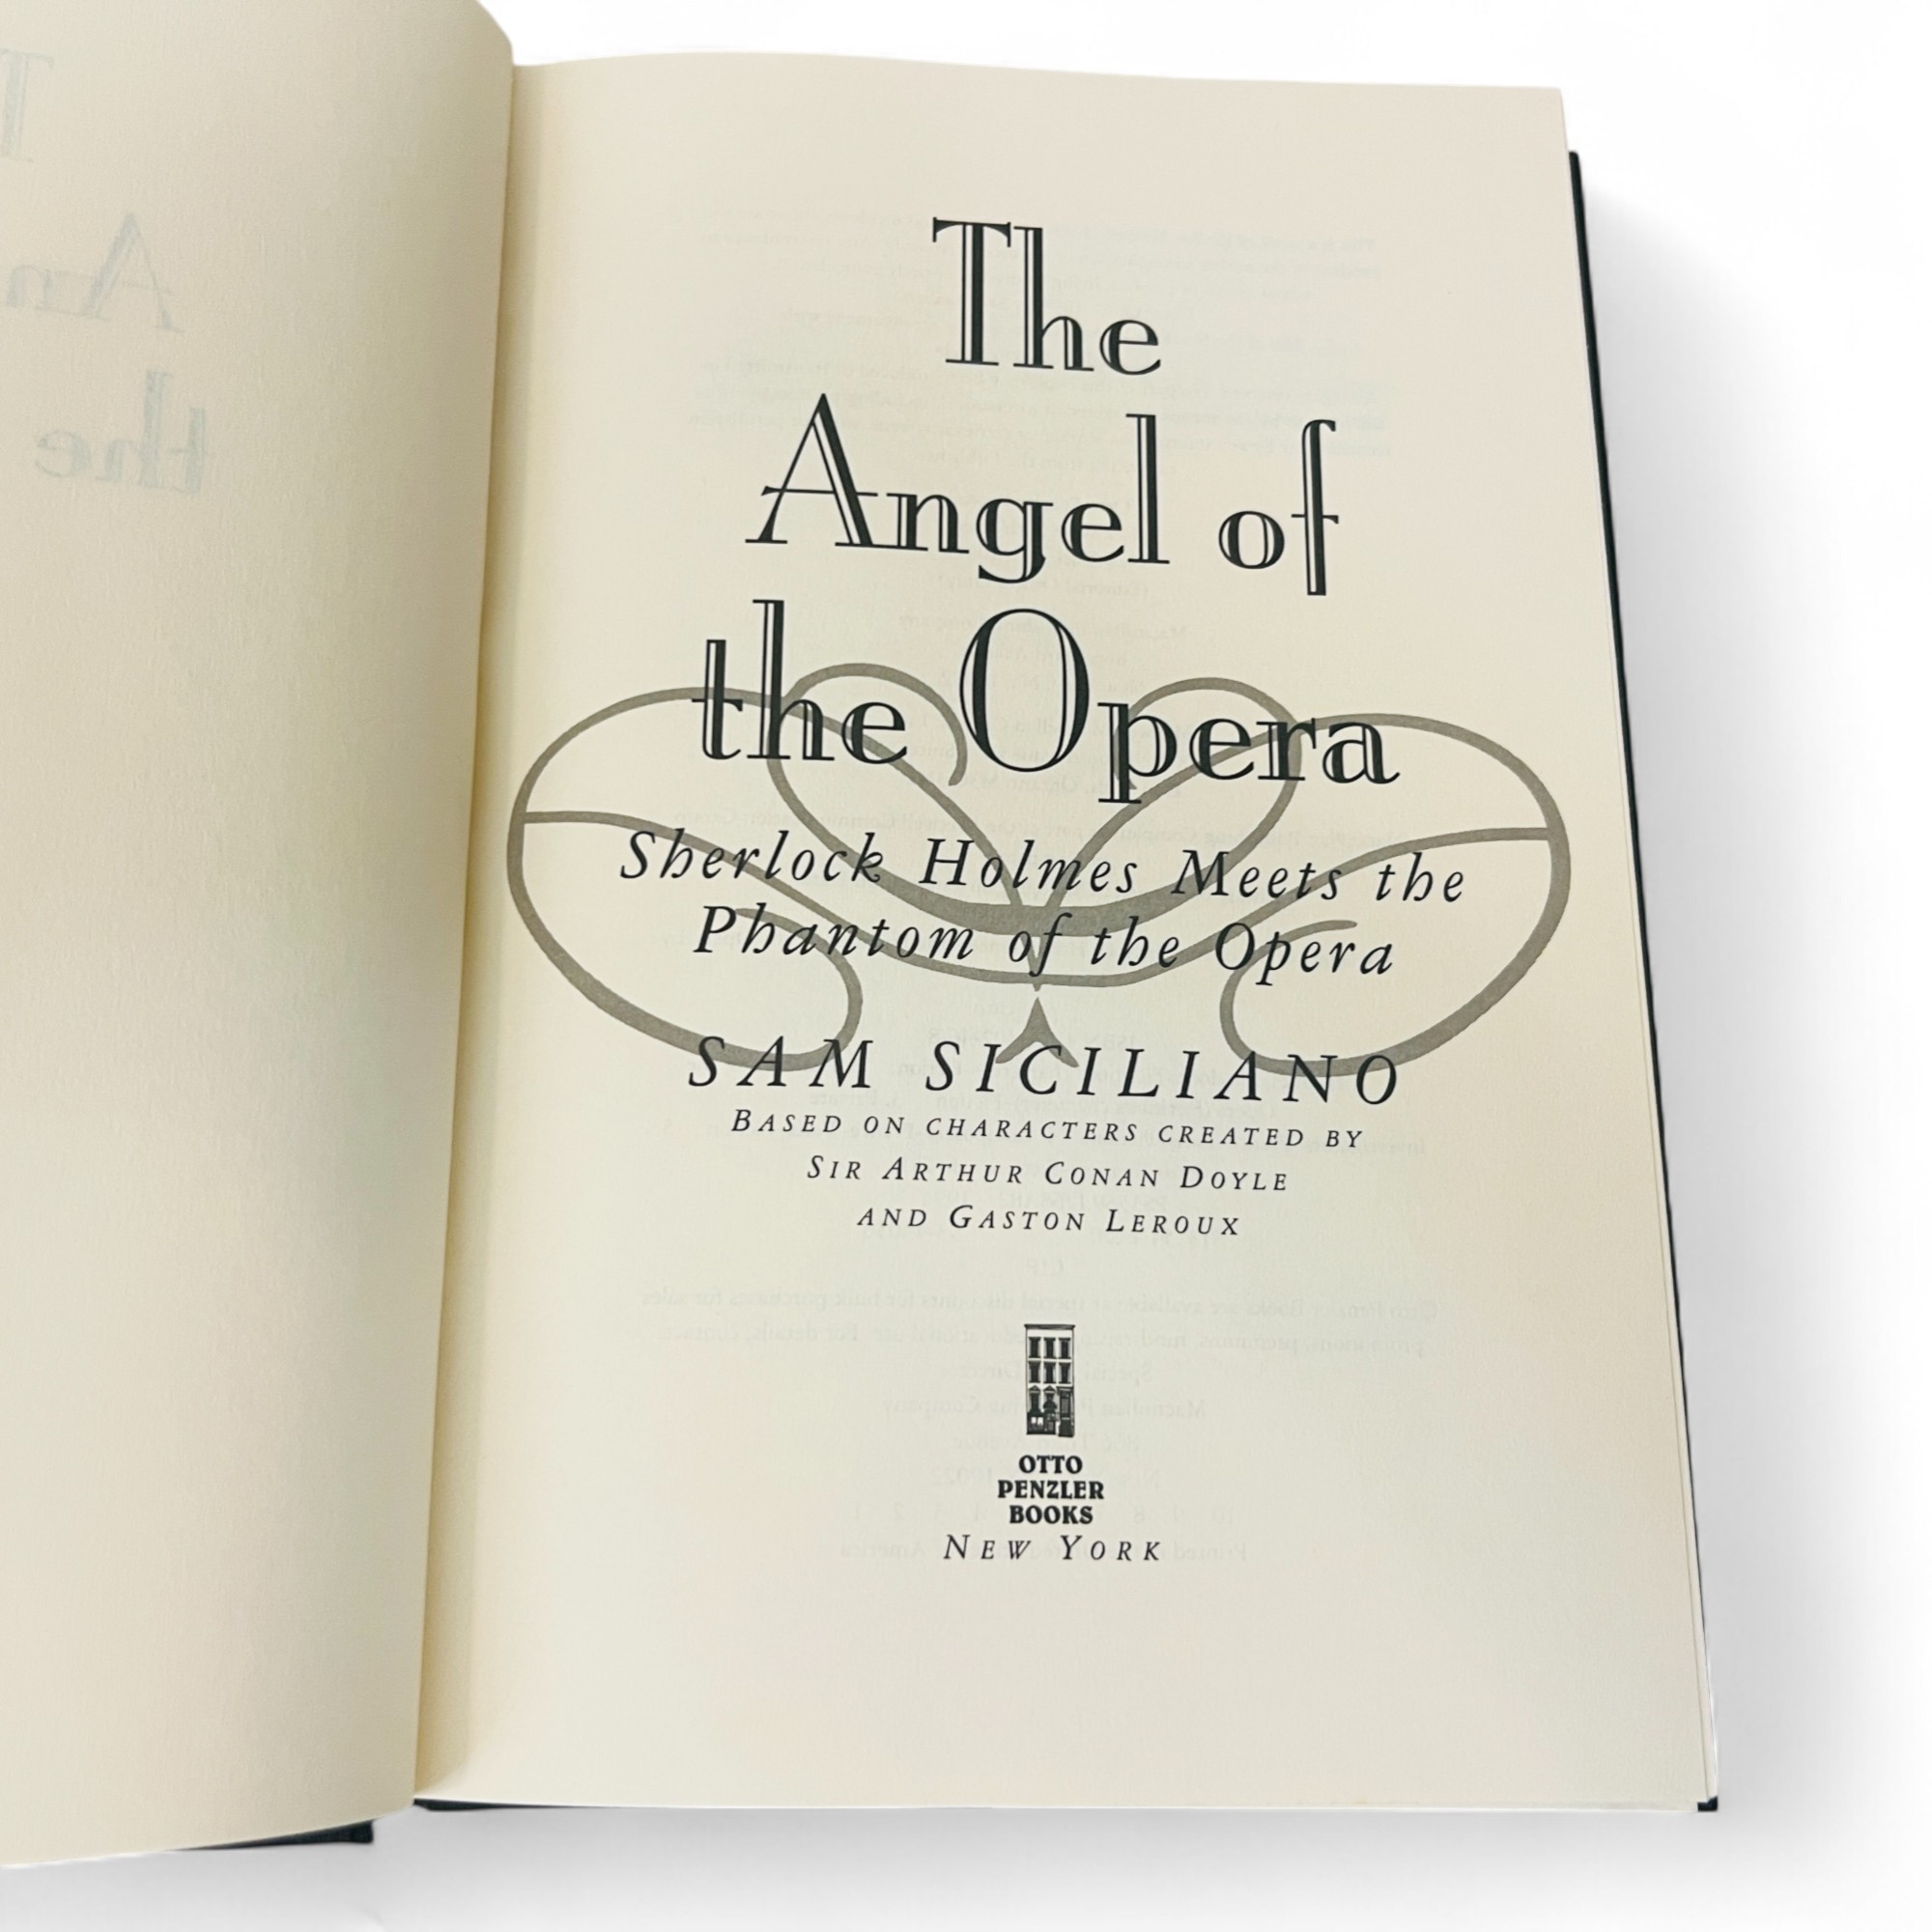 The
Angel of
the Opera
Sherlock Holmes Meets the
Phantom of the Opera
SAM SICILIANO
BASED ON CHARACTERS CREATED BY
SIR ARTHUR CONAN DOYLE
AND GASTON LEROUX
OTTO
PENZLER
BOOKS
NEW YORK